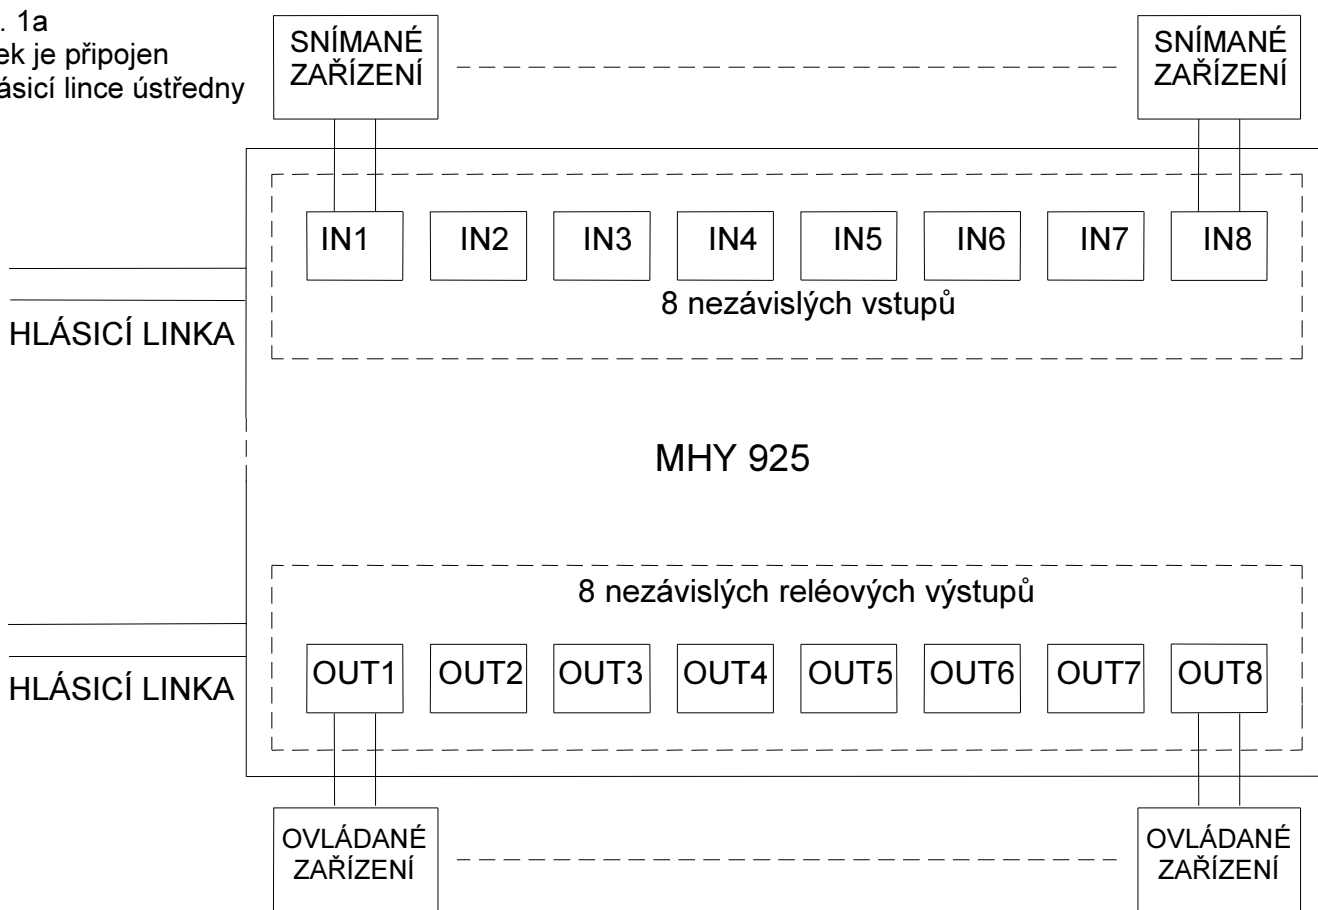 . 1a
ek je připojen
ásicí lince ústředny
SNÍMANÉ
ZAŘÍZENÍ
SNÍMANÉ
ZAŘÍZENÍ
IN1 IN2 IN3 IN4 IN5 IN6 IN7 IN8
8 nezávislých vstupů
HLÁSICÍ LINKA
MHY 925
8 nezávislých reléových výstupů
OUT1 OUT2 OUT3 OUT4 OUT5 OUT6 OUT7 OUT8
HLÁSICÍ LINKA
OVLÁDANÉ
ZAŘÍZENÍ
OVLÁDANÉ
ZAŘÍZENÍ